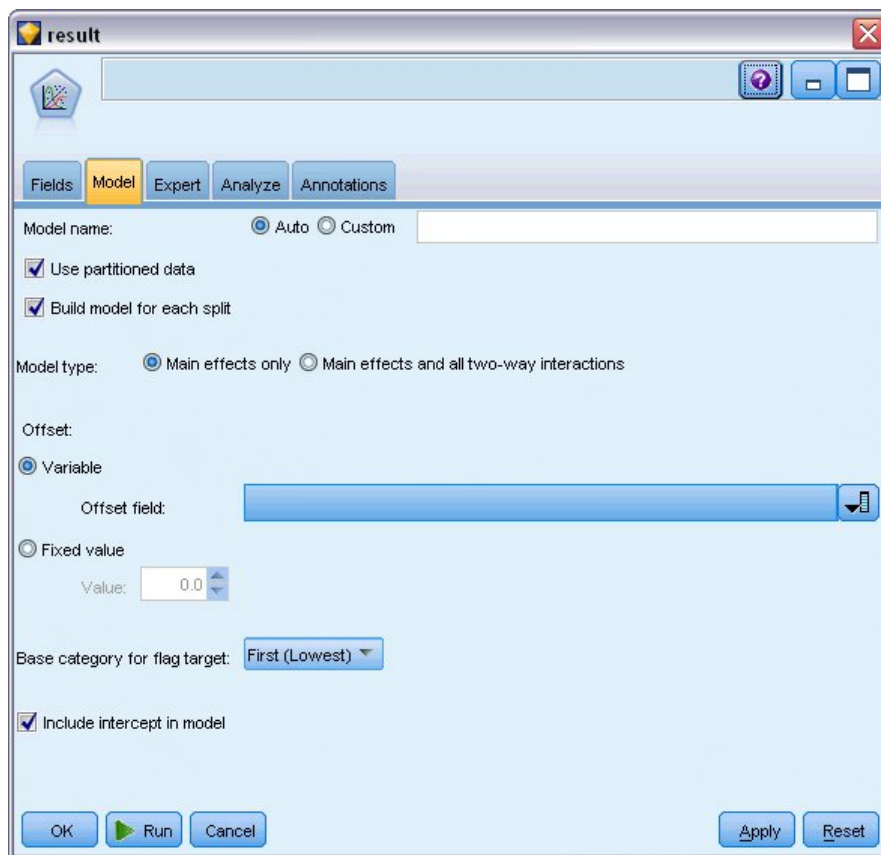 result
Fields Model Expert Analyze Annotations
Model name: Auto Custom
Use partitioned data
Build model for each split
Model type: Main effects only Main effects and all two-way interactions
Offset:
Variable
Offset field:
Fixed value
Value: 0.0
Base category for flag target: First (Lowest)
Include intercept in model
OK Run Cancel Apply Reset